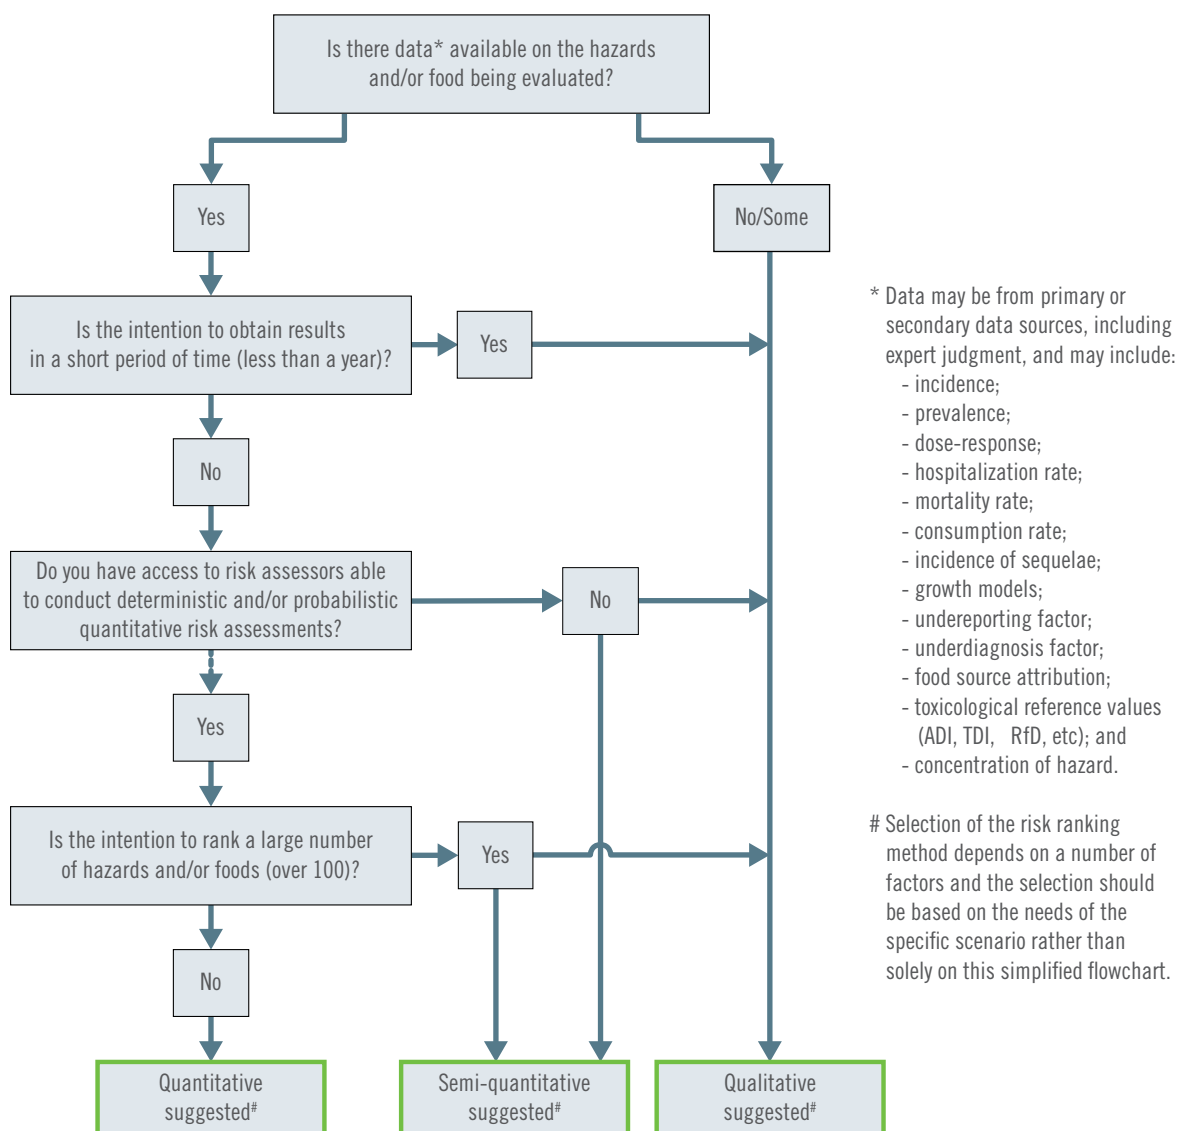 Is there data* available on the hazards
and/or food being evaluated?
Yes
No/Some
Is the intention to obtain results
in a short period of time (less than a year)?
Yes
No
Do you have access to risk assessors able
to conduct deterministic and/or probabilistic
quantitative risk assessments?
No
Yes
Is the intention to rank a large number
of hazards and/or foods (over 100)?
Yes
No
Quantitative
suggested#
Semi-quantitative
suggested#
Qualitative
suggested#
* Data may be from primary or
secondary data sources, including
expert judgment, and may include:
- incidence;
- prevalence;
- dose-response;
- hospitalization rate;
- mortality rate;
- consumption rate;
- incidence of sequelae;
- growth models;
- undereporting factor;
- underdiagnosis factor;
- food source attribution;
- toxicological reference values
(ADI, TDI, RfD, etc); and
- concentration of hazard.
# Selection of the risk ranking
method depends on a number of
factors and the selection should
be based on the needs of the
specific scenario rather than
solely on this simplified flowchart.